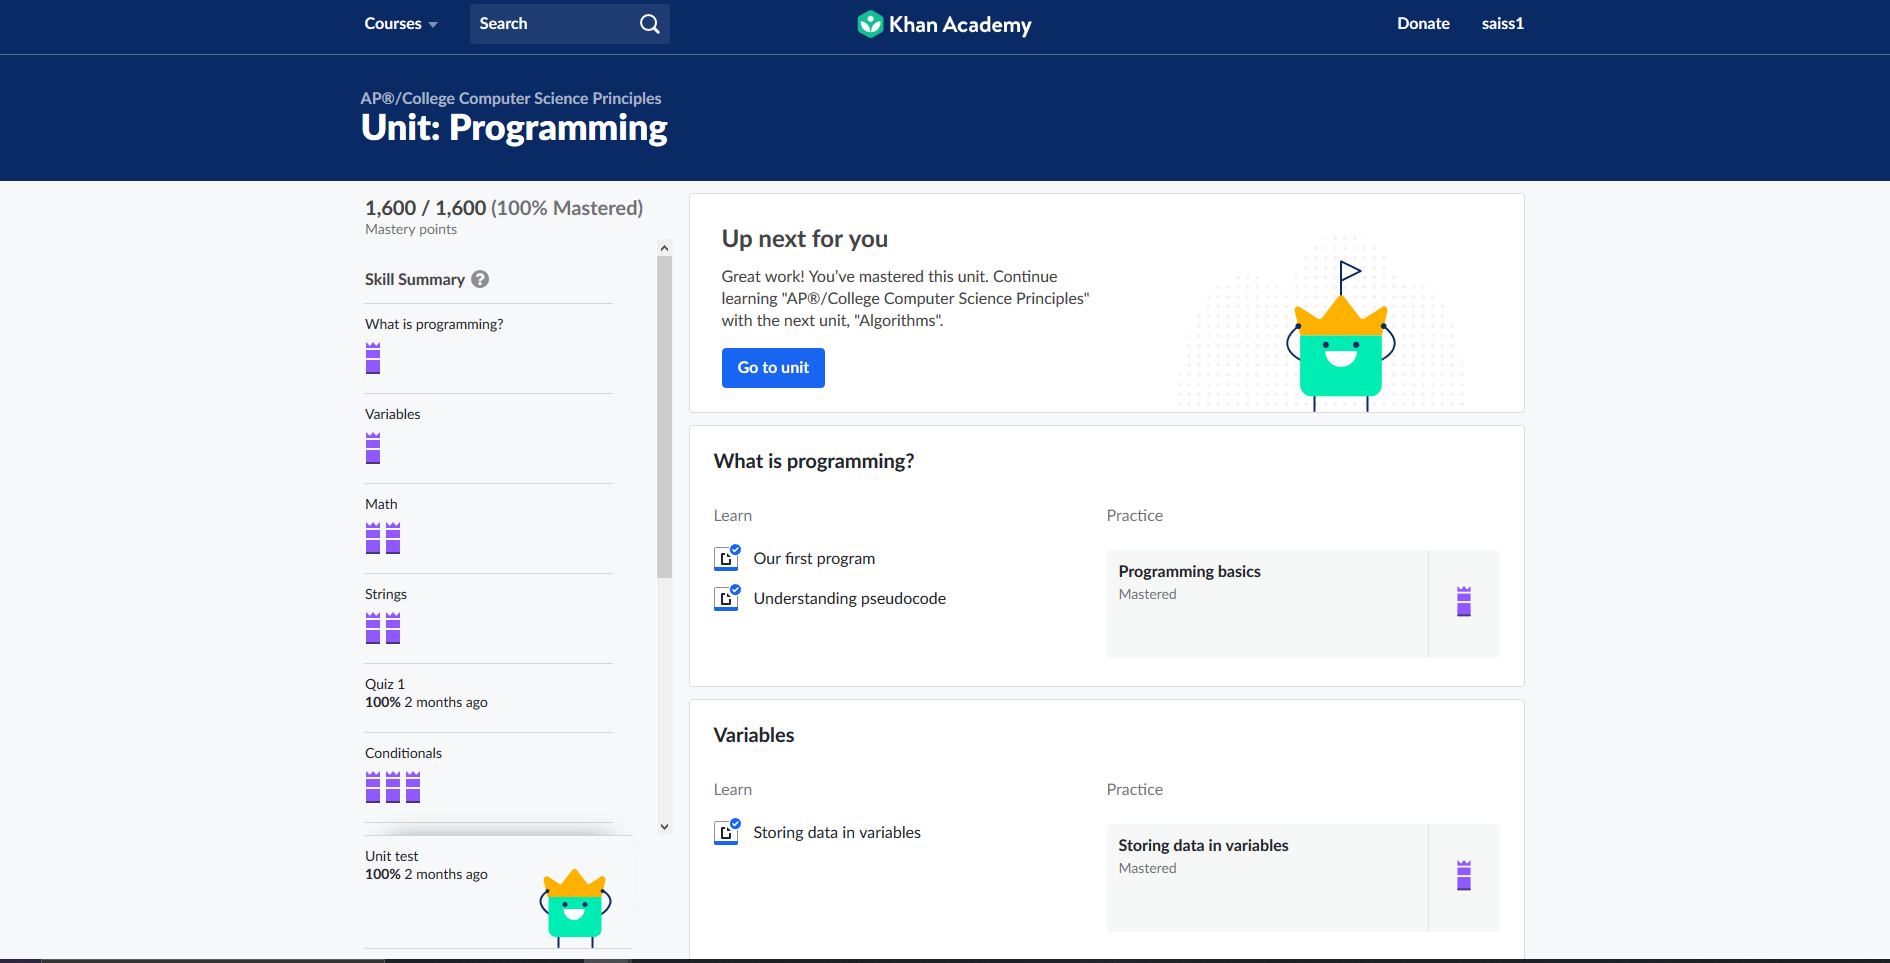 Courses
Search
Khan Academy
Donate
saiss1
AP®/College Computer Science Principles
Unit: Programming
1,600 / 1,600 (100% Mastered)
Mastery points
Skill Summary ?
What is programming?
Variables
Math
Strings
Quiz 1
100% 2 months ago
Conditionals
Unit test
100% 2 months ago
Up next for you
Great work! You've mastered this unit. Continue
learning "AP®/College Computer Science Principles"
with the next unit, "Algorithms".
Go to unit
What is programming?
Learn
Our first program
Understanding pseudocode
Practice
Programming basics
Mastered
Variables
Learn
Storing data in variables
Practice
Storing data in variables
Mastered